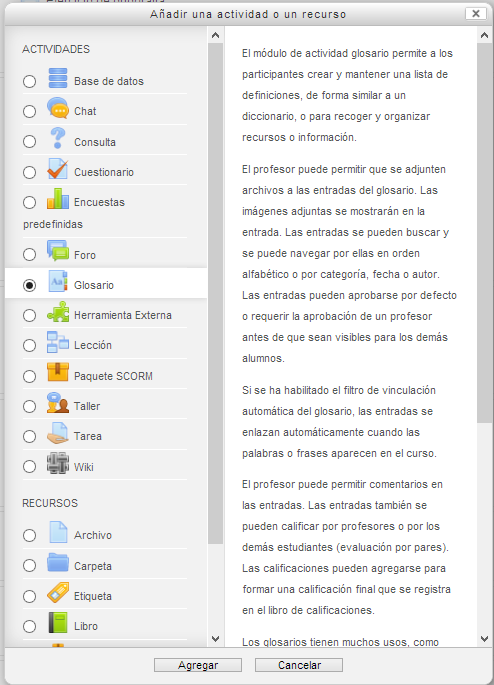 Añadir una actividad o un recurso
ACTIVIDADES
Base de datos
Chat
Consulta
Cuestionario
Encuestas
predefinidas
Foro
Glosario
Herramienta Externa
Lección
Paquete SCORM
Taller
Tarea
Wiki
RECURSOS
Archivo
Carpeta
Etiqueta
Libro
El módulo de actividad glosario permite a los
participantes crear y mantener una lista de
definiciones, de forma similar a un
diccionario, o para recoger y organizar
recursos o información.
El profesor puede permitir que se adjunten
archivos a las entradas del glosario. Las
imágenes adjuntas se mostrarán en la
entrada. Las entradas se pueden buscar y
se puede navegar por ellas en orden
alfabético o por categoría, fecha o autor.
Las entradas pueden aprobarse por defecto
o requerir la aprobación de un profesor
antes de que sean visibles para los demás
alumnos.
Si se ha habilitado el filtro de vinculación
automática del glosario, las entradas se
enlazan automáticamente cuando las
palabras o frases aparecen en el curso.
El profesor puede permitir comentarios en
las entradas. Las entradas también se
pueden calificar por profesores o por los
demás estudiantes (evaluación por pares).
Las calificaciones pueden agregarse para
formar una calificación final que se registra
en el libro de calificaciones.
Los glosarios tienen muchos usos, como
Agregar
Cancelar